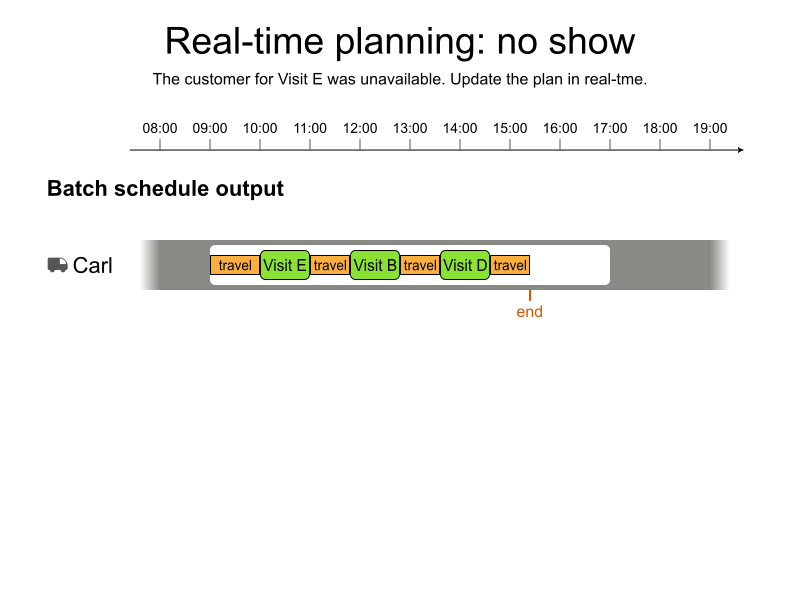 Real-time planning: no show
The customer for Visit E was unavailable. Update the plan in real-tme.
08:00 09:00 10:00 11:00 12:00 13:00 14:00 15:00 16:00 17:00 18:00 19:00
Batch schedule output
Carl travel Visit E travel Visit B travel Visit D travel
end